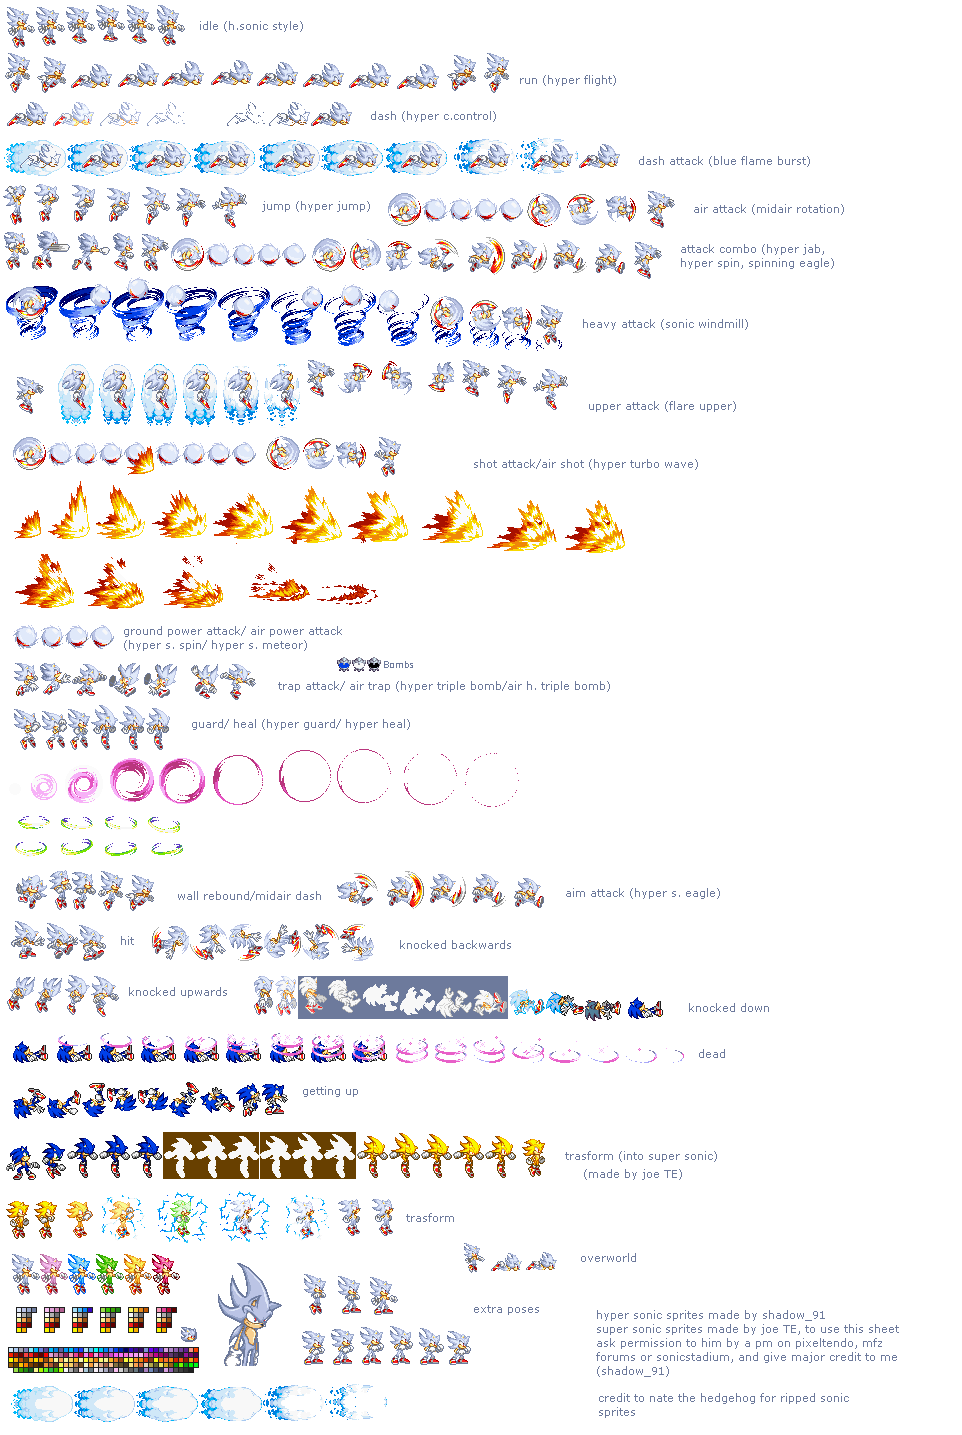 idle (h.sonic style)
run (hyper flight)
dash (hyper c.control)
dash attack (blue flame burst)
jump (hyper jump)
air attack (midair rotation)
attack combo (hyper jab,
hyper spin, spinning eagle)
heavy attack (sonic windmill)
upper attack (flare upper)
shot attack/air shot (hyper turbo wave)
ground power attack/ air power attack
(hyper s. spin/ hyper s. meteor)
Bombs
trap attack/ air trap (hyper triple bomb/air h. triple bomb)
guard/ heal (hyper guard/ hyper heal)
wall rebound/midair dash
aim attack (hyper s. eagle)
hit
knocked backwards
knocked upwards
knocked down
dead
getting up
trasform (into super sonic)
(made by joe TE)
trasform
overworld
extra poses
hyper sonic sprites made by shadow_91
super sonic sprites made by joe TE, to use this sheet
ask permission to him by a pm on pixeltendo, mfz
forums or sonicstadium, and give major credit to me
(shadow_91)
credit to nate the hedgehog for ripped sonic
sprites